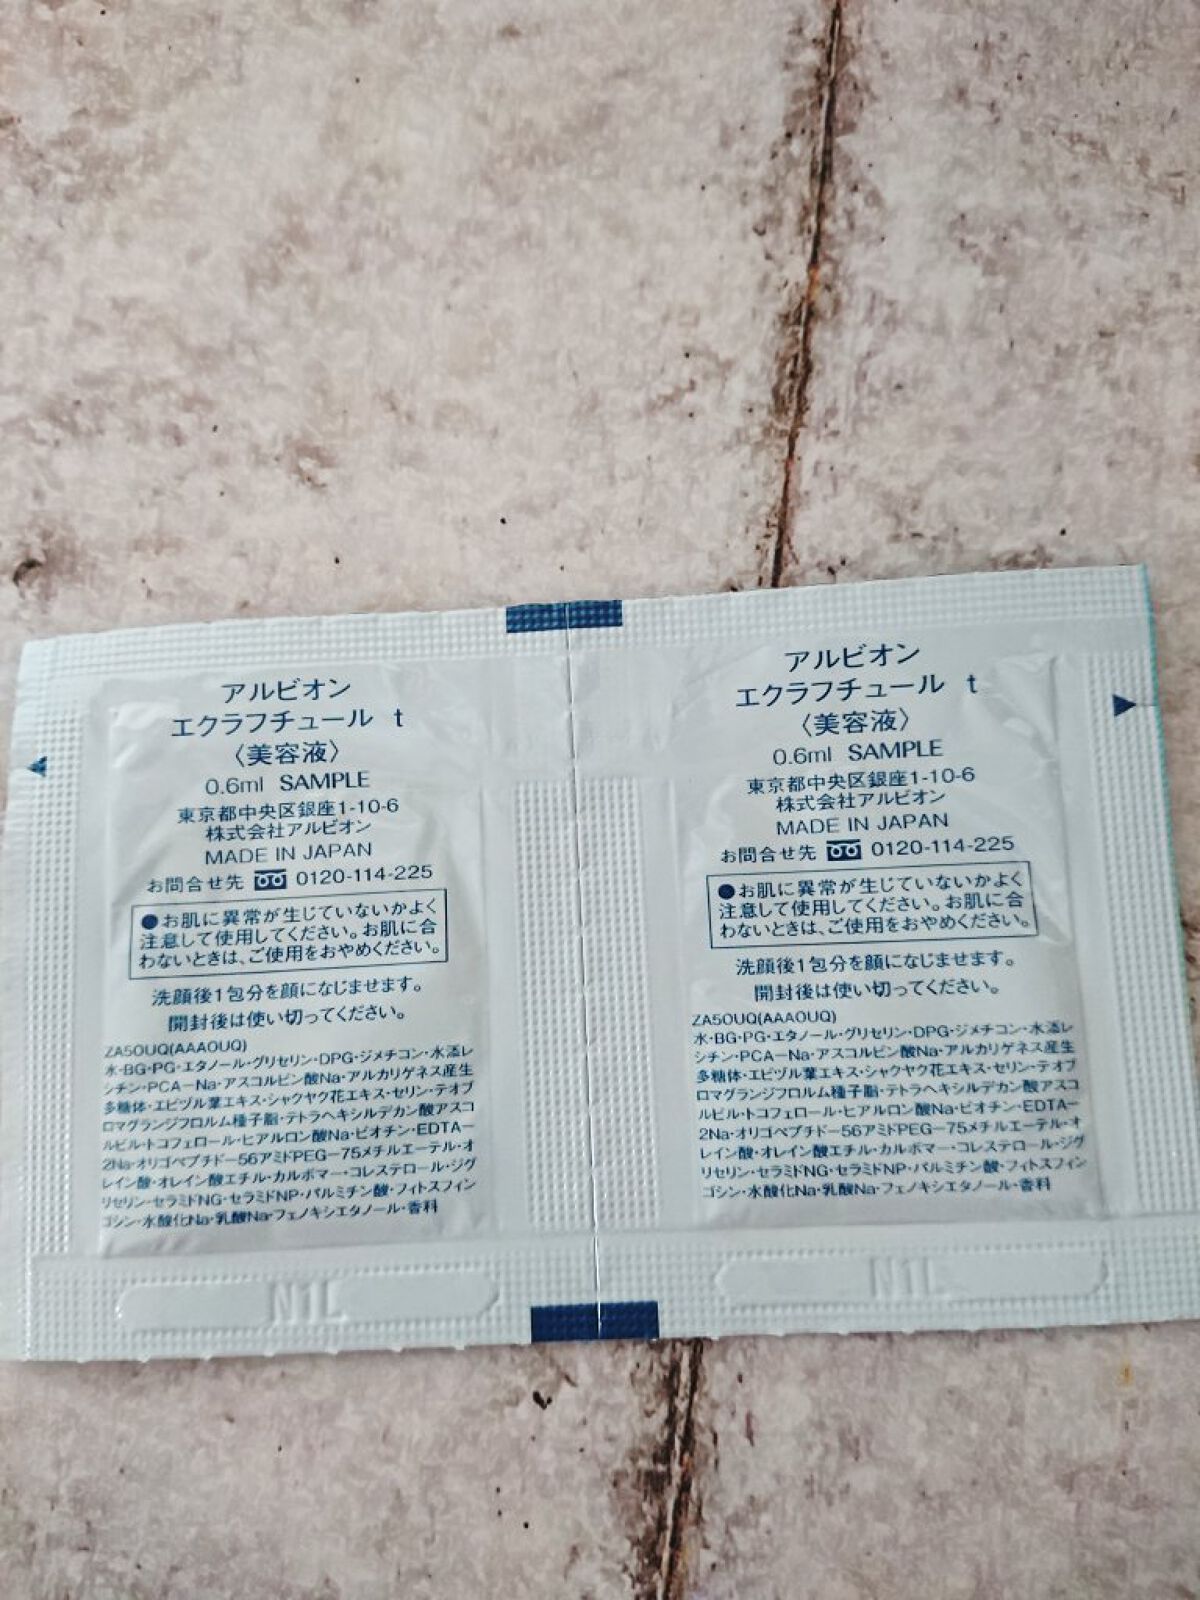 アルビオン
エクラフチュール t
〈美容液〉
0.6ml SAMPLE
東京都中央区銀座1-10-6
株式会社アルビオン
MADE IN JAPAN
お問合せ先 0120-114-225
●お肌に異常が生じていないかよく
注意して使用してください。お肌に合
わないときは、ご使用をおやめください。
洗顔後1包分を顔になじませます。
開封後は使い切ってください。
ZA5OUQ(AAAOUQ)
水・BG・PG・エタノール・グリセリン・DPG・ジメチコン・水添レ
シチン・PCA-Na・アスコルビン酸Na・アルカリゲネス産生
多糖体・エビヅル葉エキス・シャクヤク花エキス・セリン・テオブ
ロマグランジフロルム種子脂・テトラヘキシルデカン酸アスコ
ルビル・トコフェロール・ヒアルロン酸Na・ビオチン・EDTA-
2Na・オリゴペプチド-56アミドPEG-75メチルエーテル・オ
レイン酸・オレイン酸エチル・カルボマー・コレステロール・ジグ
リセリン・セラミドNG・セラミドNP・パルミチン酸・フィトスフィン
ゴシン・水酸化Na・乳酸Na・フェノキシエタノール・香料
N1L
アルビオン
エクラフチュール t
〈美容液〉
0.6ml SAMPLE
東京都中央区銀座1-10-6
株式会社アルビオン
MADE IN JAPAN
お問合せ先 0120-114-225
●お肌に異常が生じていないかよく
注意して使用してください。お肌に合
わないときは、ご使用をおやめください。
洗顔後1包分を顔になじませます。
開封後は使い切ってください。
ZA5OUQ(AAAOUQ)
水・BG・PG・エタノール・グリセリン・DPG・ジメチコン・水添レ
シチン・PCA-Na・アスコルビン酸Na・アルカリゲネス産生
多糖体・エビヅル葉エキス・シャクヤク花エキス・セリン・テオブ
ロマグランジフロルム種子脂・テトラヘキシルデカン酸アスコ
ルビル・トコフェロール・ヒアルロン酸Na・ビオチン・EDTA-
2Na・オリゴペプチド-56アミドPEG-75メチルエーテル・オ
レイン酸・オレイン酸エチル・カルボマー・コレステロール・ジグ
リセリン・セラミドNG・セラミドNP・パルミチン酸・フィトスフィン
ゴシン・水酸化Na・乳酸Na・フェノキシエタノール・香料
N1L